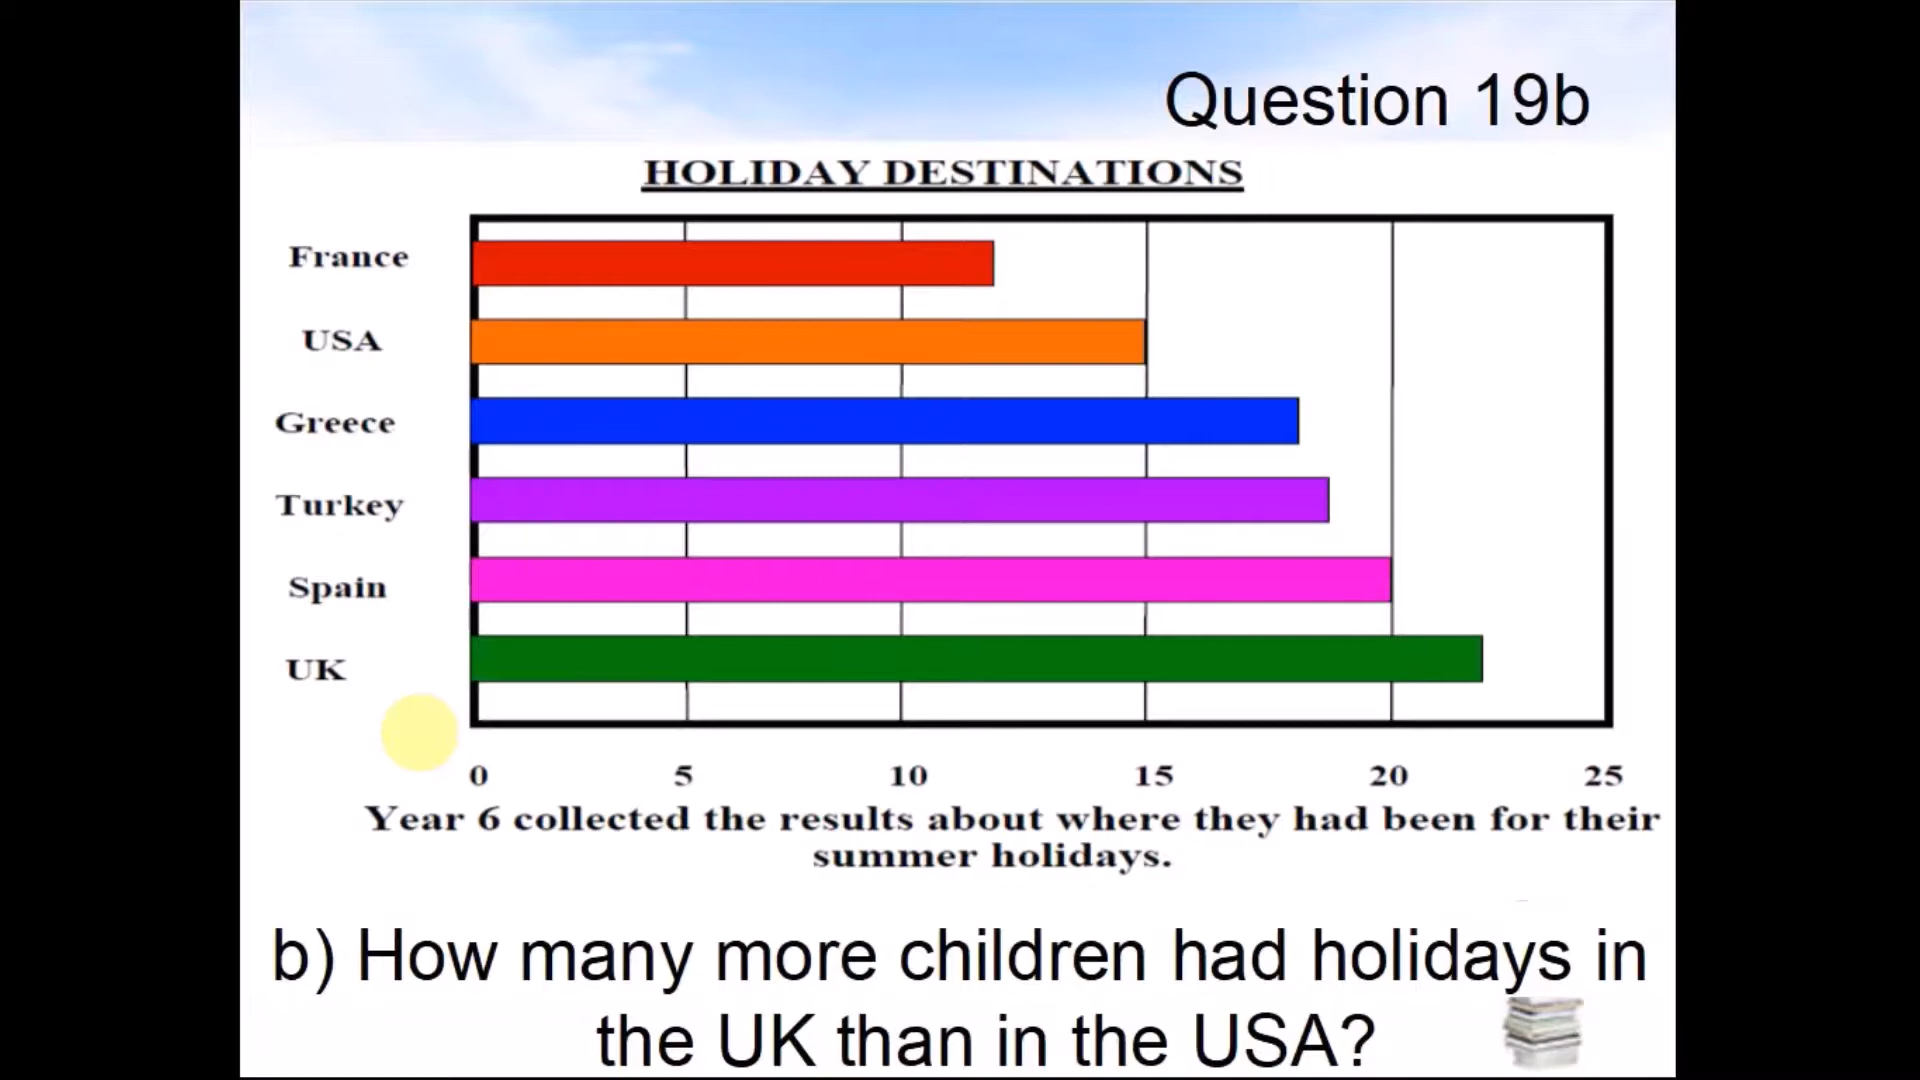 Question 19b
HOLIDAY DESTINATIONS
France
USA
Greece
Turkey
Spain
UK
0 5 10 15 20 25
Year 6 collected the results about where they had been for their
summer holidays.
b) How many more children had holidays in
the UK than in the USA?